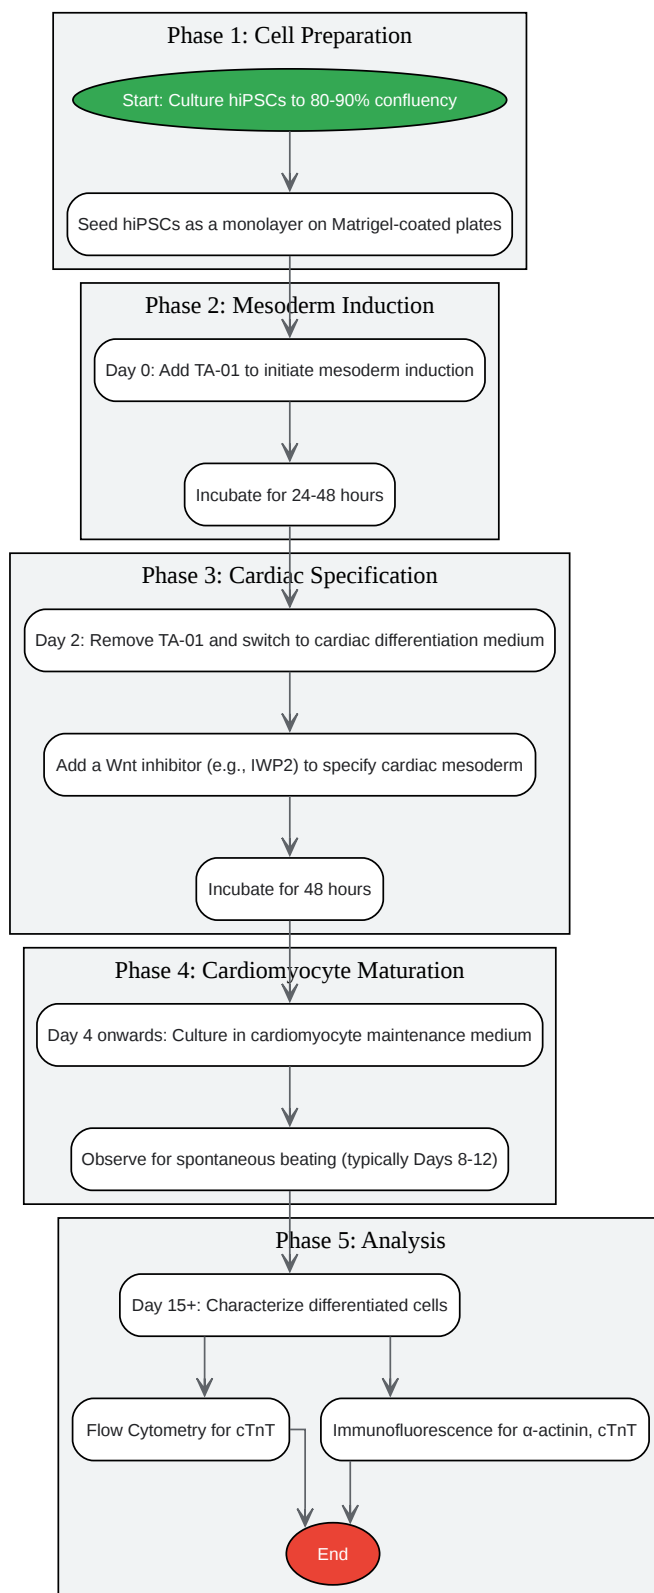 Phase 1: Cell Preparation
Start: Culture hiPSCs to 80-90% confluency
Seed hiPSCs as a monolayer on Matrigel-coated plates
Phase 2: Mesoderm Induction
Day 0: Add TA-01 to initiate mesoderm induction
Incubate for 24-48 hours
Phase 3: Cardiac Specification
Day 2: Remove TA-01 and switch to cardiac differentiation medium
Add a Wnt inhibitor (e.g., IWP2) to specify cardiac mesoderm
Incubate for 48 hours
Phase 4: Cardiomyocyte Maturation
Day 4 onwards: Culture in cardiomyocyte maintenance medium
Observe for spontaneous beating (typically Days 8-12)
Phase 5: Analysis
Day 15+: Characterize differentiated cells
Flow Cytometry for cTnT
Immunofluorescence for α-actinin, cTnT
End